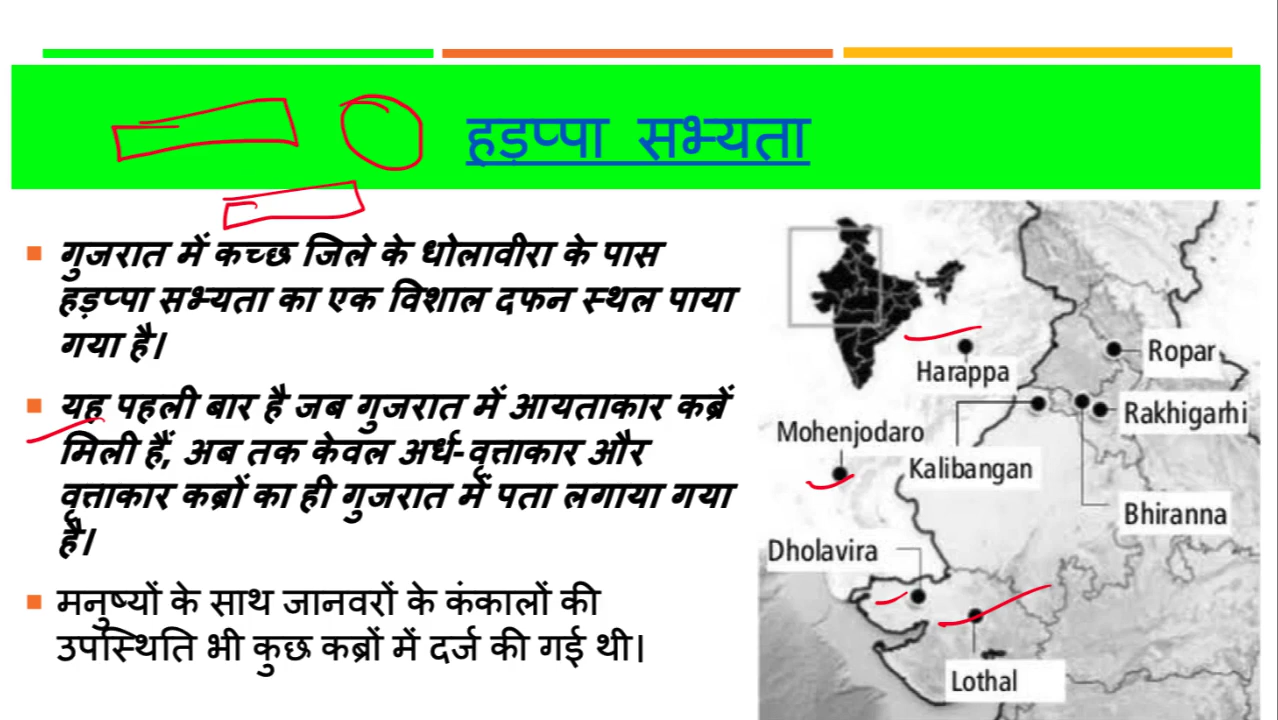 हड़प्पा सभ्यता
गुजरात में कच्छ जिले के धोलावीरा के पास
हड़प्पा सभ्यता का एक विशाल दफन स्थल पाया
गया है।
यह पहली बार है जब गुजरात में आयताकार कब्रें
मिली हैं, अब तक केवल अर्ध-वृत्ताकार और
वृत्ताकार कब्रों का ही गुजरात में पता लगाया गया
है।
मनुष्यों के साथ जानवरों के कंकालों की
उपस्थिति भी कुछ कब्रों में दर्ज की गई थी।
Harappa
Ropar
Rakhigarhi
Mohenjodaro
Kalibangan
Bhiranna
Dholavira
Lothal